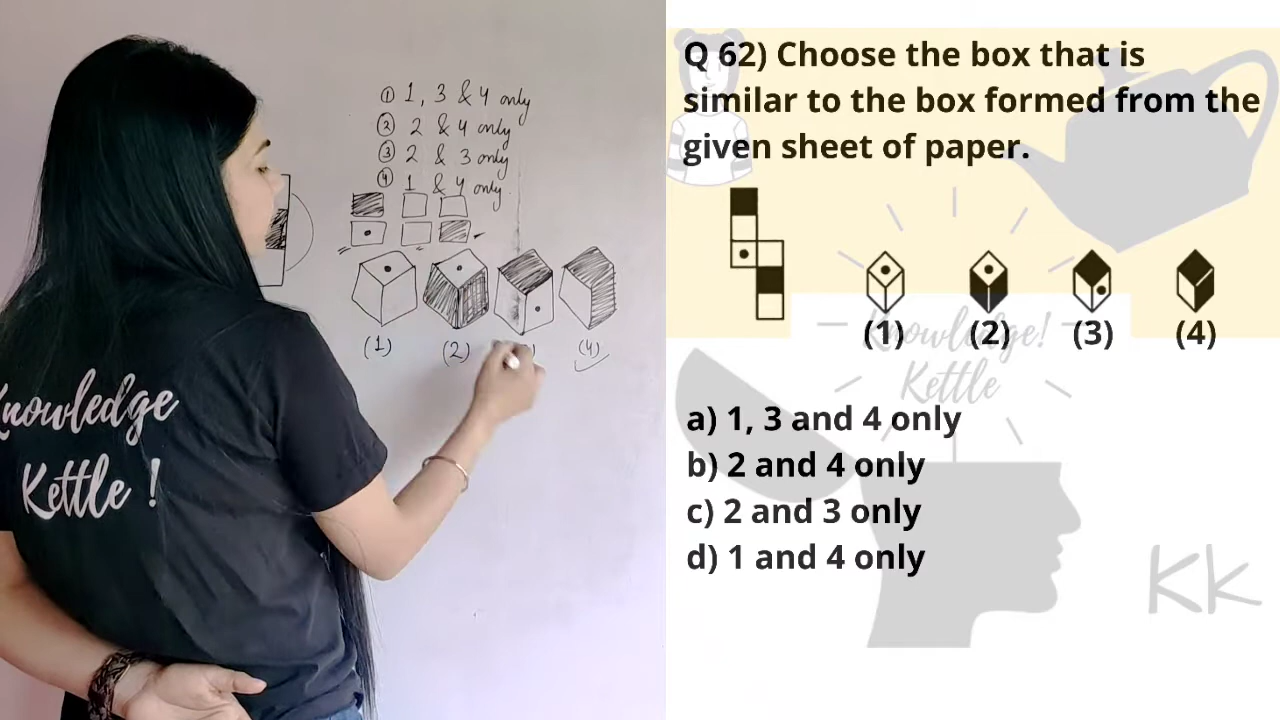 ① 1, 3 & 4 only
② 2 & 4 only
③ 2 & 3 only
④ 1 & 4 only
(1)
(2)
(4)
Knowledge
Kettle !
Q 62) Choose the box that is
similar to the box formed from the
given sheet of paper.
(1) (2) (3) (4)
Knowledge!
Kettle
a) 1, 3 and 4 only
b) 2 and 4 only
c) 2 and 3 only
d) 1 and 4 only
KK